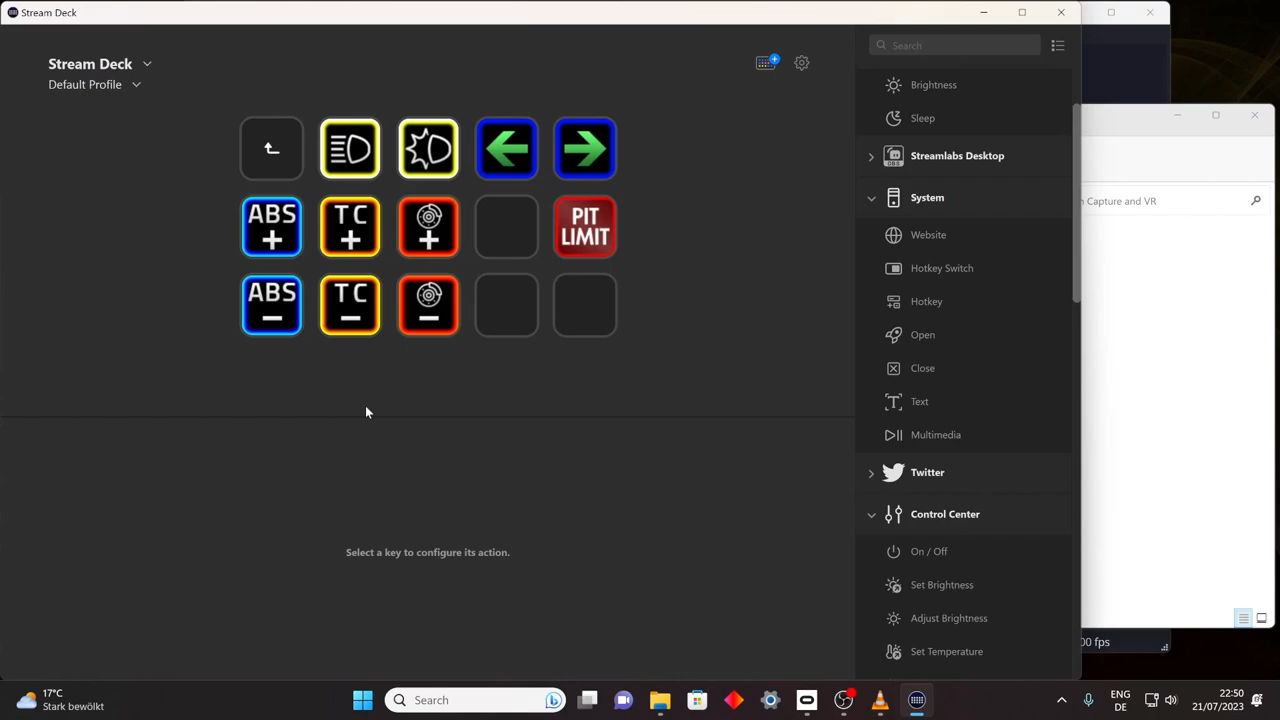 Stream Deck
Stream Deck
Default Profile
ABS
+
TC
+
+
PIT
LIMIT
ABS
-
TC
-
-
Select a key to configure its action.
Search
Brightness
Sleep
OBS
Streamlabs Desktop
System
Website
Hotkey Switch
Hotkey
Open
Close
Text
Multimedia
Twitter
Control Center
On / Off
Set Brightness
Adjust Brightness
Set Temperature
Capture and VR
00 fps
17°C
Stark bewölkt
Search
ENG
DE
22:50
21/07/2023